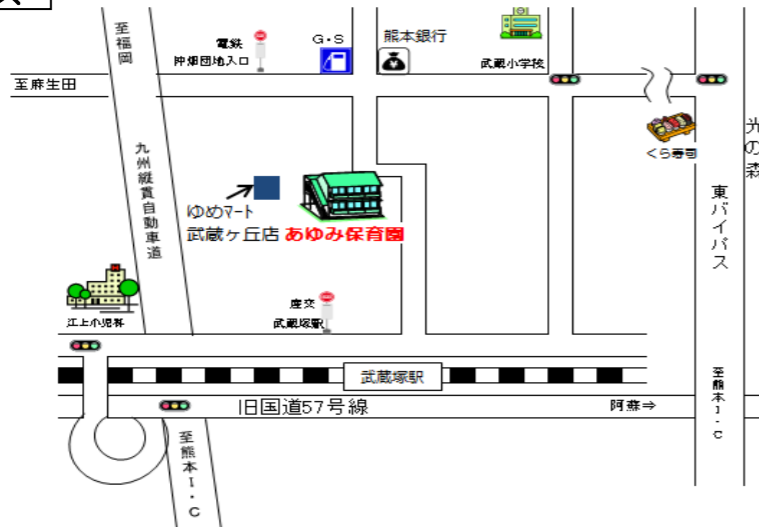 至福岡
電鉄
沖畑団地入口
G・S
熊本銀行
武蔵小学校
至麻生田
くら寿司
光の森
九州縦貫自動車道
ゆめマート
武蔵ヶ丘店
あゆみ保育園
東バイパス
江上小児科
産交
武蔵塚駅
武蔵塚駅
旧国道57号線
阿蘇⇒
至熊本I・C
至熊本I・C